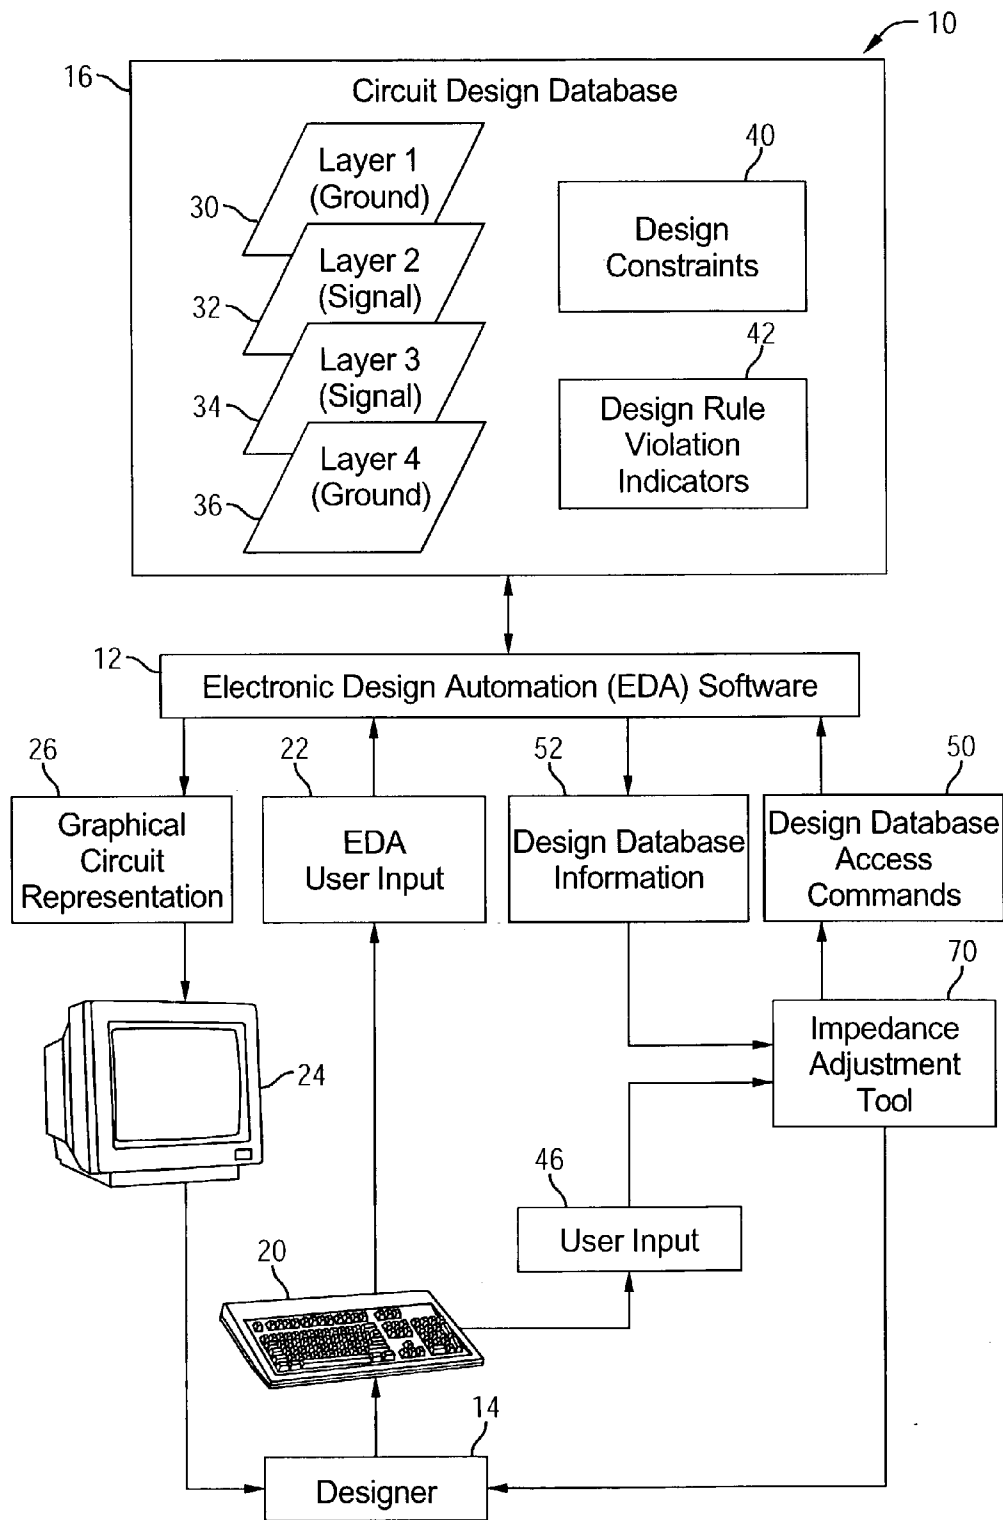 10
16
Circuit Design Database
Layer 1
(Ground)
30
Layer 2
(Signal)
32
Layer 3
(Signal)
34
Layer 4
(Ground)
36
40
Design
Constraints
42
Design Rule
Violation
Indicators
12
Electronic Design Automation (EDA) Software
26
Graphical
Circuit
Representation
22
EDA
User Input
52
Design Database
Information
50
Design Database
Access
Commands
70
Impedance
Adjustment
Tool
24
46
User Input
20
14
Designer